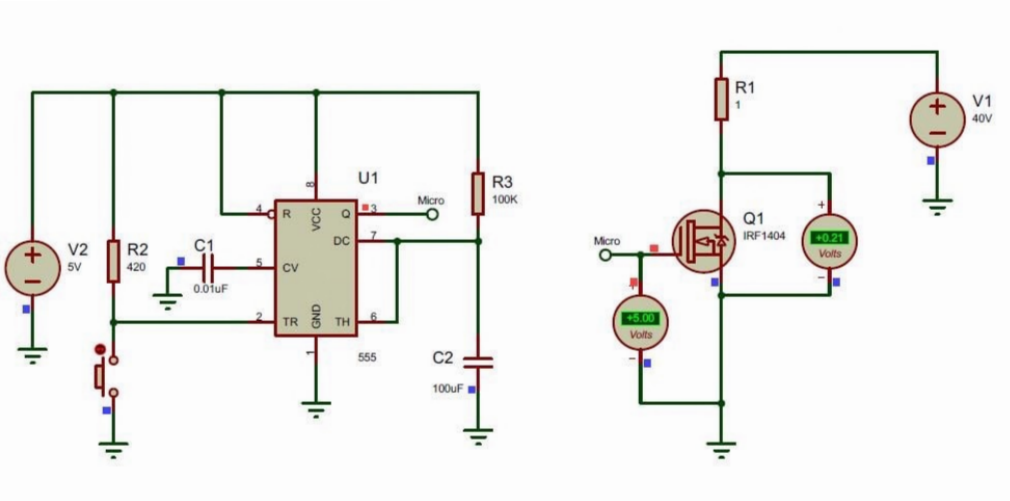 V2
5V
R2
420
C1
0.01uF
U1
555
4
R
8
VCC
Q
3
Micro
DC
7
5
CV
2
TR
GND
1
TH
6
R3
100K
C2
100uF
R1
1
V1
40V
Q1
IRF1404
+
+0.21
Volts
−
Micro
+
+5.00
Volts
−